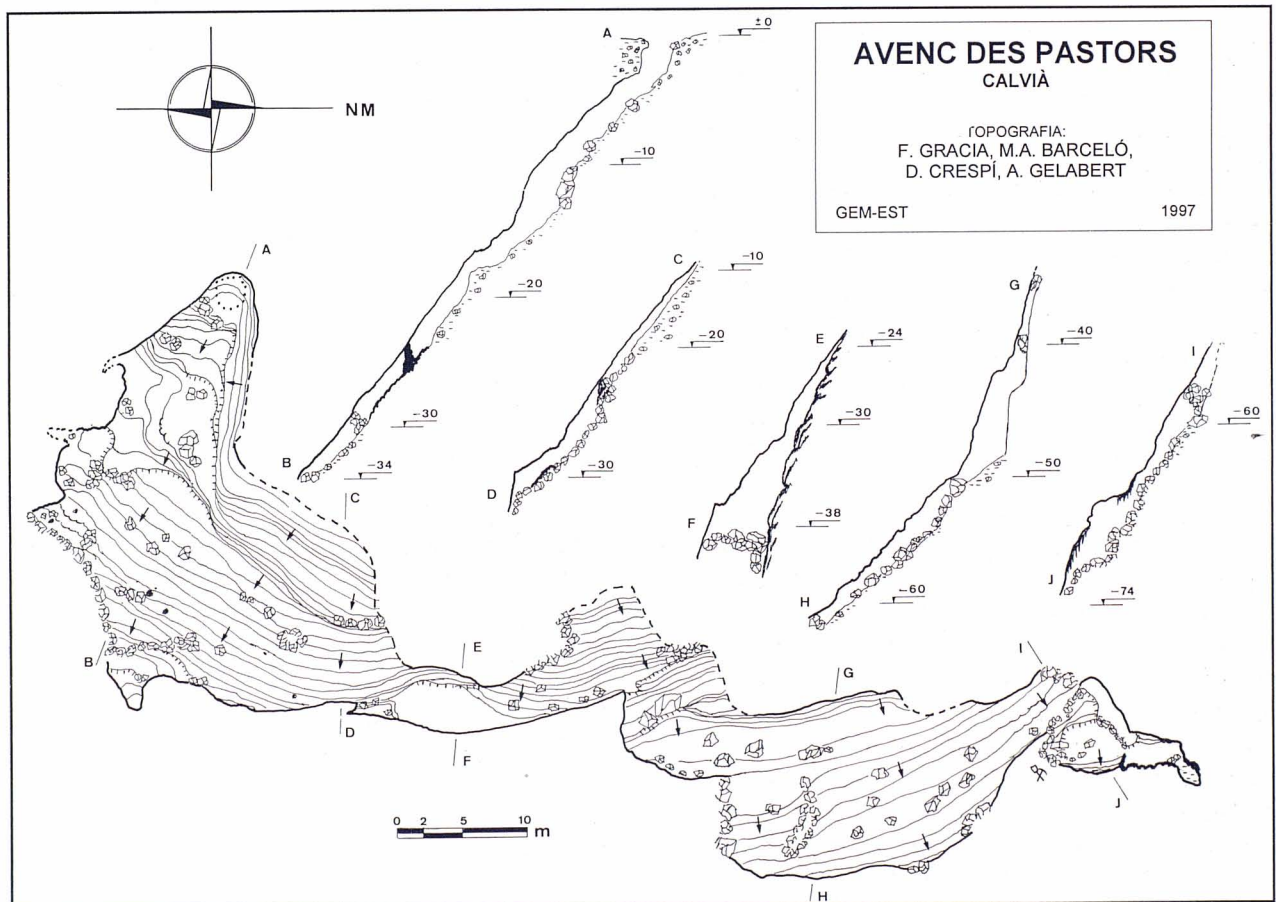 AVENC DES PASTORS
CALVIÀ
TOPOGRAFIA:
F. GRACIA, M.A. BARCELÓ,
D. CRESPÍ, A. GELABERT
GEM-EST 1997
NM
A
±0
-10
-20
-30
-34
B
C
-10
-20
-30
D
E
-24
-30
-38
F
G
-40
-50
-60
H
I
-60
-74
J
A
C
B
D
E
F
G
H
I
J
0 2 5 10 m